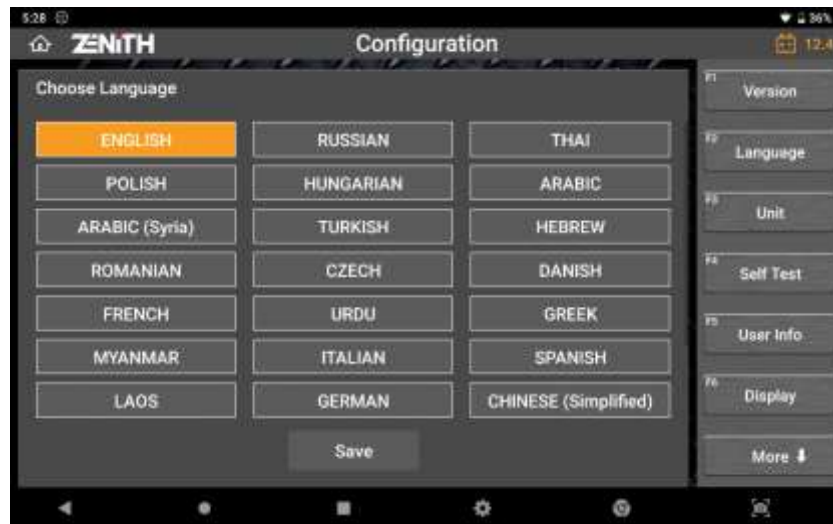 5:28 36%
ZENiTH Configuration 12.4
Choose Language
ENGLISH RUSSIAN THAI
POLISH HUNGARIAN ARABIC
ARABIC (Syria) TURKISH HEBREW
ROMANIAN CZECH DANISH
FRENCH URDU GREEK
MYANMAR ITALIAN SPANISH
LAOS GERMAN CHINESE (Simplified)
Save
F1 Version
F2 Language
F3 Unit
F4 Self Test
F5 User Info
F6 Display
More